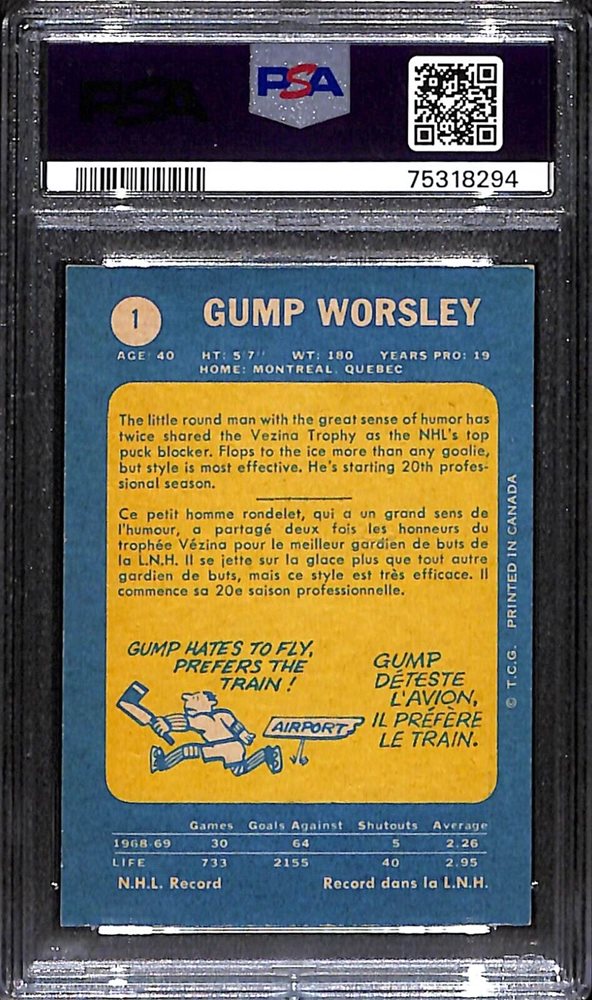 PSA
75318294
1
GUMP WORSLEY
AGE: 40 HT: 5 7" WT: 180 YEARS PRO: 19
HOME: MONTREAL, QUEBEC
The little round man with the great sense of humor has
twice shared the Vezina Trophy as the NHL's top
puck blocker. Flops to the ice more than any goalie,
but style is most effective. He's starting 20th profes-
sional season.
Ce petit homme rondelet, qui a un grand sens de
l'humour, a partagé deux fois les honneurs du
trophée Vézina pour le meilleur gardien de buts de
la L.N.H. Il se jette sur la glace plus que tout autre
gardien de buts, mais ce style est très efficace. Il
commence sa 20e saison professionnelle.
GUMP HATES TO FLY,
PREFERS THE
TRAIN!
AIRPORT
GUMP
DÉTESTE
L'AVION,
IL PRÉFÈRE
LE TRAIN.
© T.C.G. PRINTED IN CANADA
Games Goals Against Shutouts Average
1968-69 30 64 5 2.26
LIFE 733 2155 40 2.95
N.H.L. Record Record dans la L.N.H.